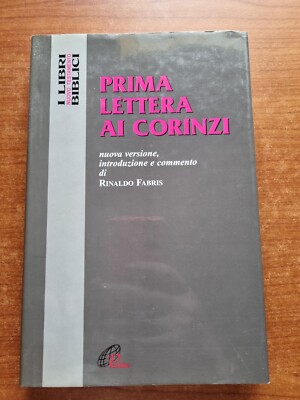 I LIBRI
BIBLICI
PRIMA
LETTERA
AI CORINZI
nuova versione,
introduzione e commento
di
RINALDO FABRIS